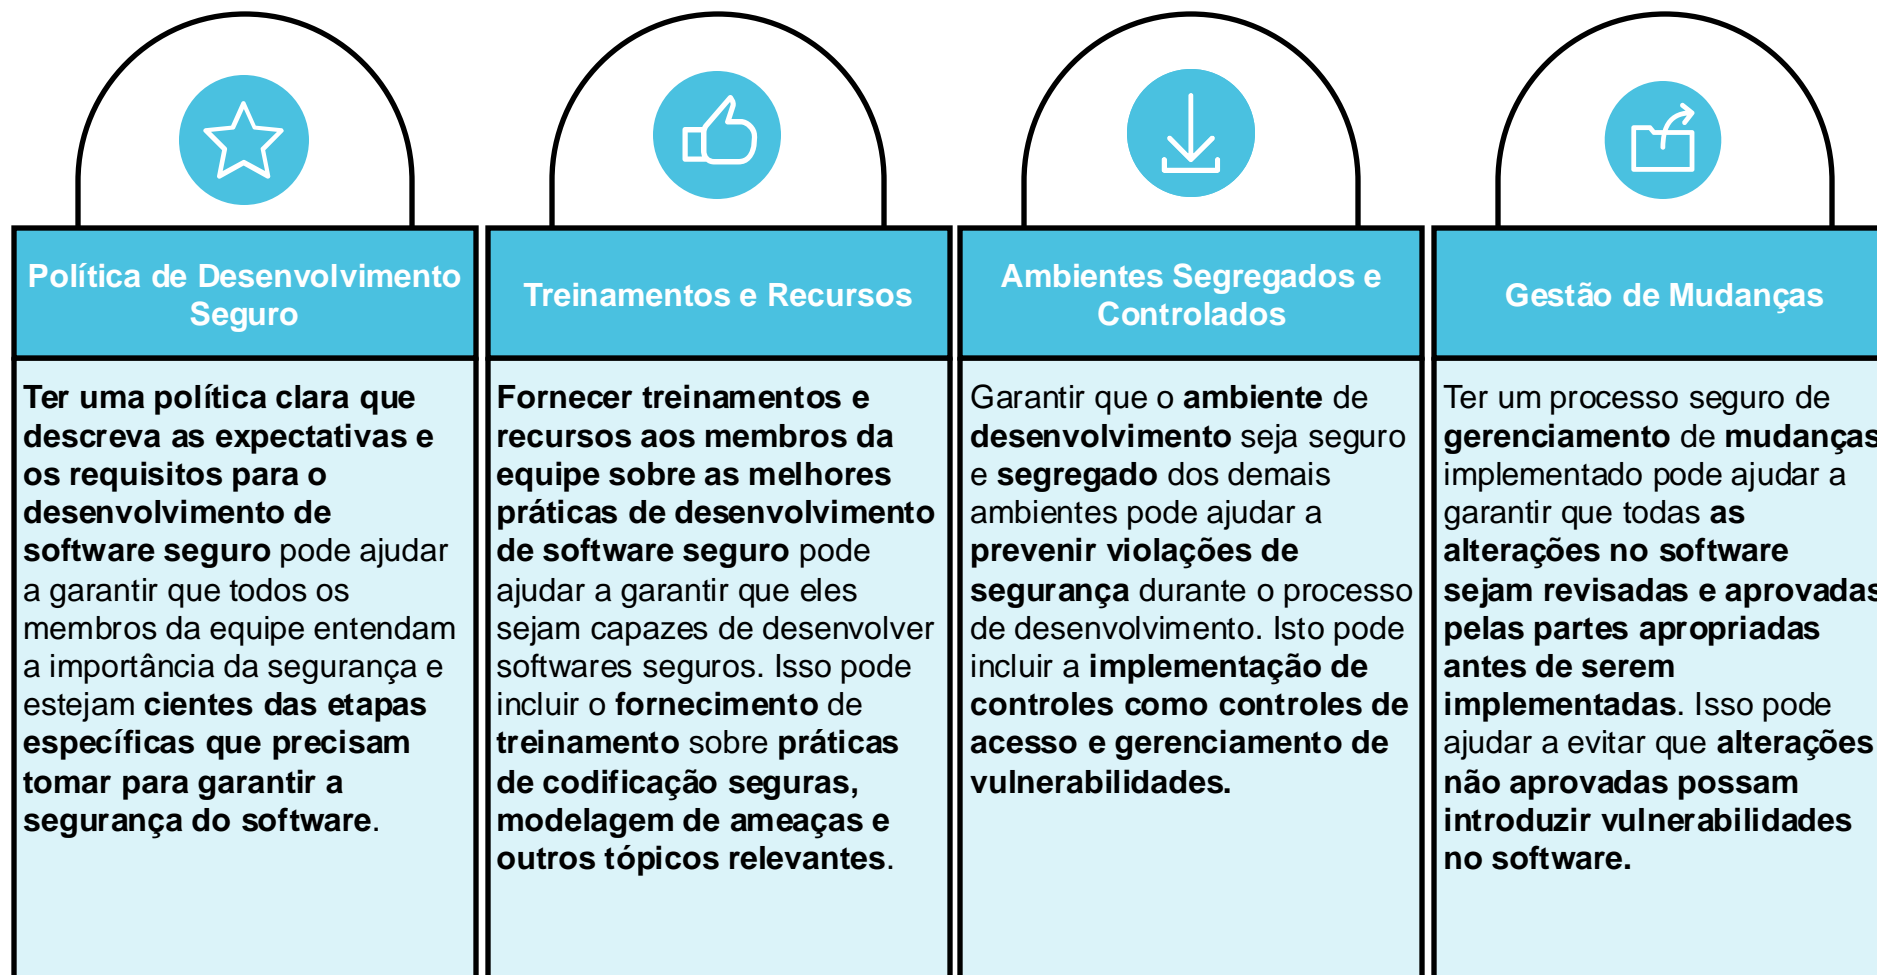 Política de Desenvolvimento
Seguro
Ter uma política clara que
descreva as expectativas e
os requisitos para o
desenvolvimento de
software seguro pode ajudar
a garantir que todos os
membros da equipe entendam
a importância da segurança e
estejam cientes das etapas
específicas que precisam
tomar para garantir a
segurança do software.
Treinamentos e Recursos
Fornecer treinamentos e
recursos aos membros da
equipe sobre as melhores
práticas de desenvolvimento
de software seguro pode
ajudar a garantir que eles
sejam capazes de desenvolver
softwares seguros. Isso pode
incluir o fornecimento de
treinamento sobre práticas
de codificação seguras,
modelagem de ameaças e
outros tópicos relevantes.
Ambientes Segregados e
Controlados
Garantir que o ambiente de
desenvolvimento seja seguro
e segregado dos demais
ambientes pode ajudar a
prevenir violações de
segurança durante o processo
de desenvolvimento. Isto pode
incluir a implementação de
controles como controles de
acesso e gerenciamento de
vulnerabilidades.
Gestão de Mudanças
Ter um processo seguro de
gerenciamento de mudanças
implementado pode ajudar a
garantir que todas as
alterações no software
sejam revisadas e aprovadas
pelas partes apropriadas
antes de serem
implementadas. Isso pode
ajudar a evitar que alterações
não aprovadas possam
introduzir vulnerabilidades
no software.